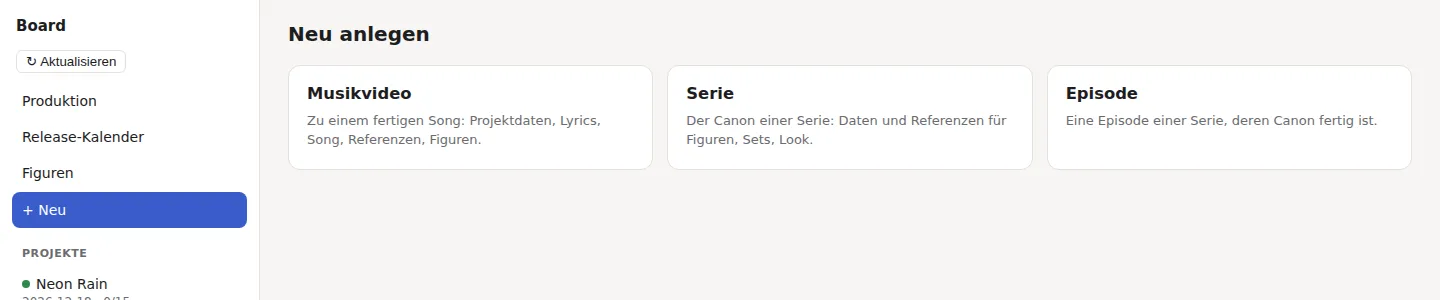 Board
↻ Aktualisieren
Produktion
Release-Kalender
Figuren
+ Neu
PROJEKTE
Neon Rain
Neu anlegen
Musikvideo
Zu einem fertigen Song: Projektdaten, Lyrics,
Song, Referenzen, Figuren.
Serie
Der Canon einer Serie: Daten und Referenzen für
Figuren, Sets, Look.
Episode
Eine Episode einer Serie, deren Canon fertig ist.